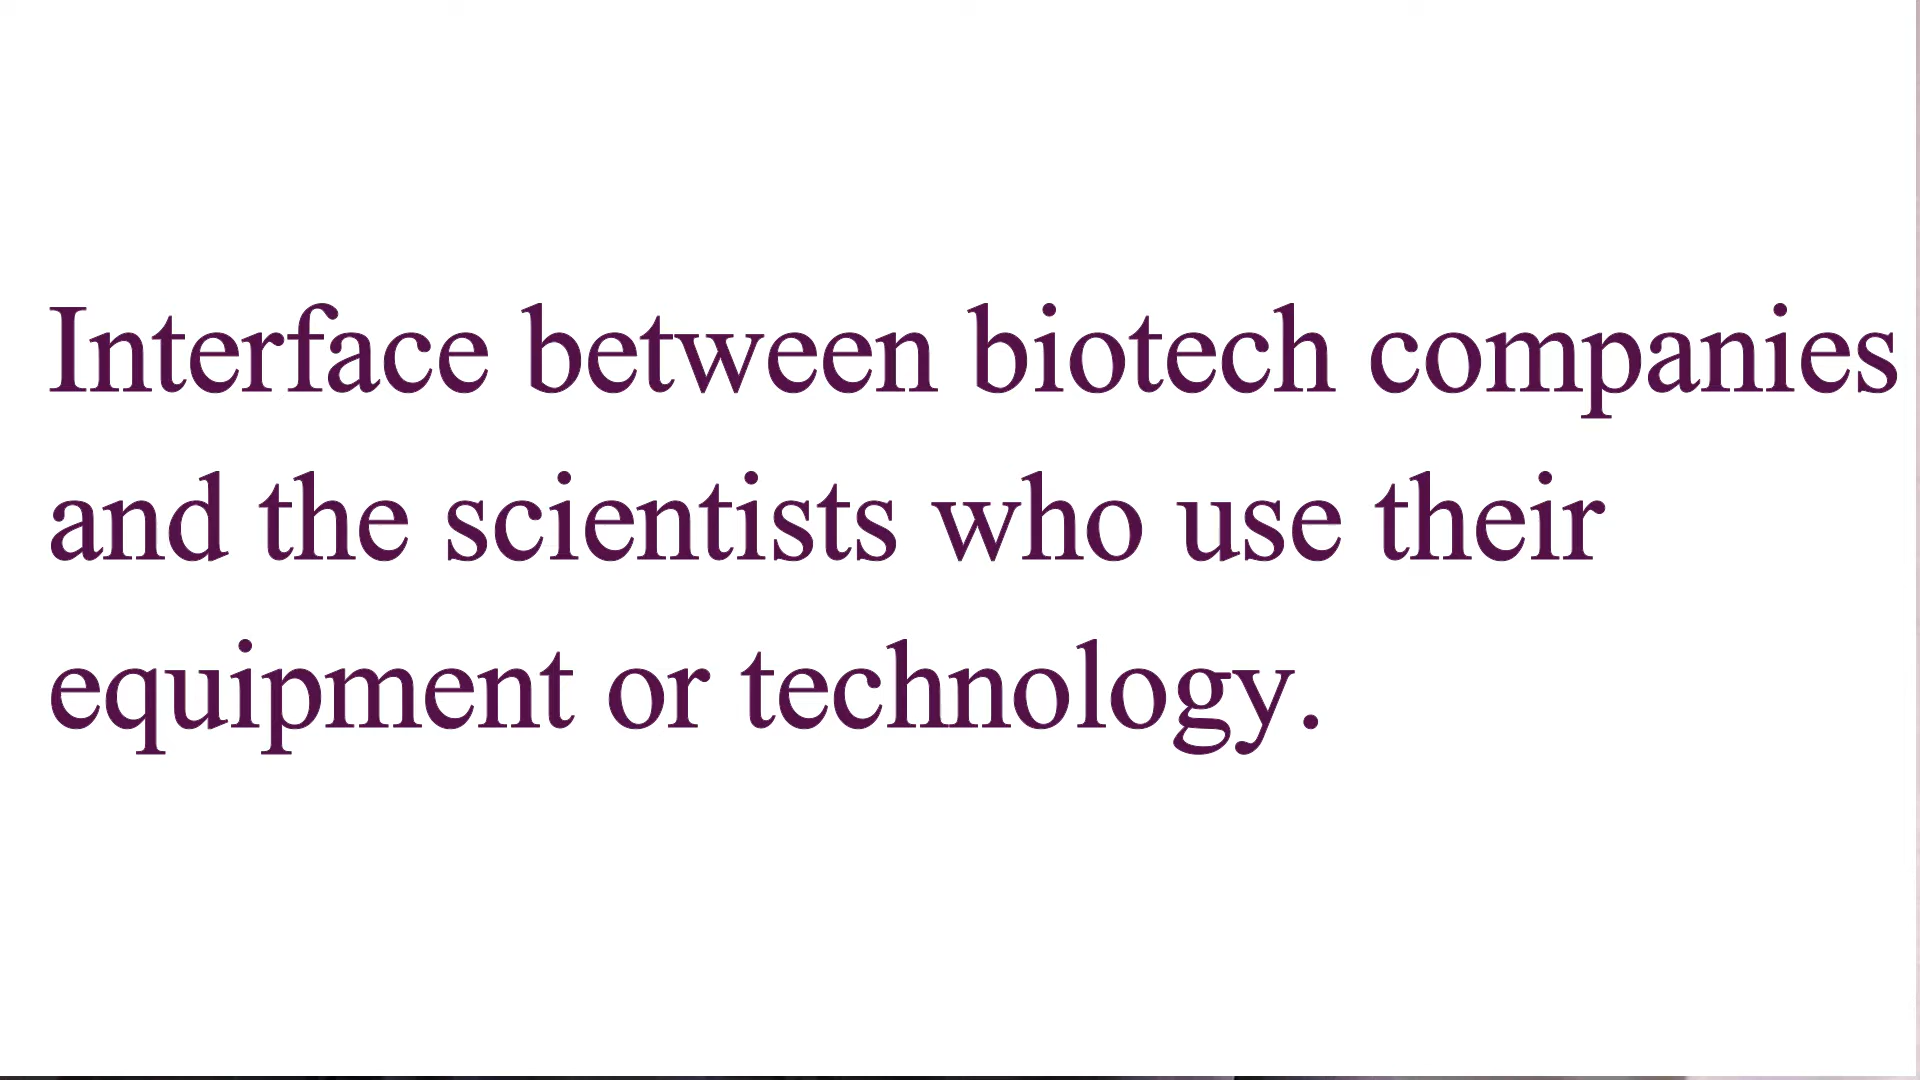 Interface between biotech companies
and the scientists who use their
equipment or technology.